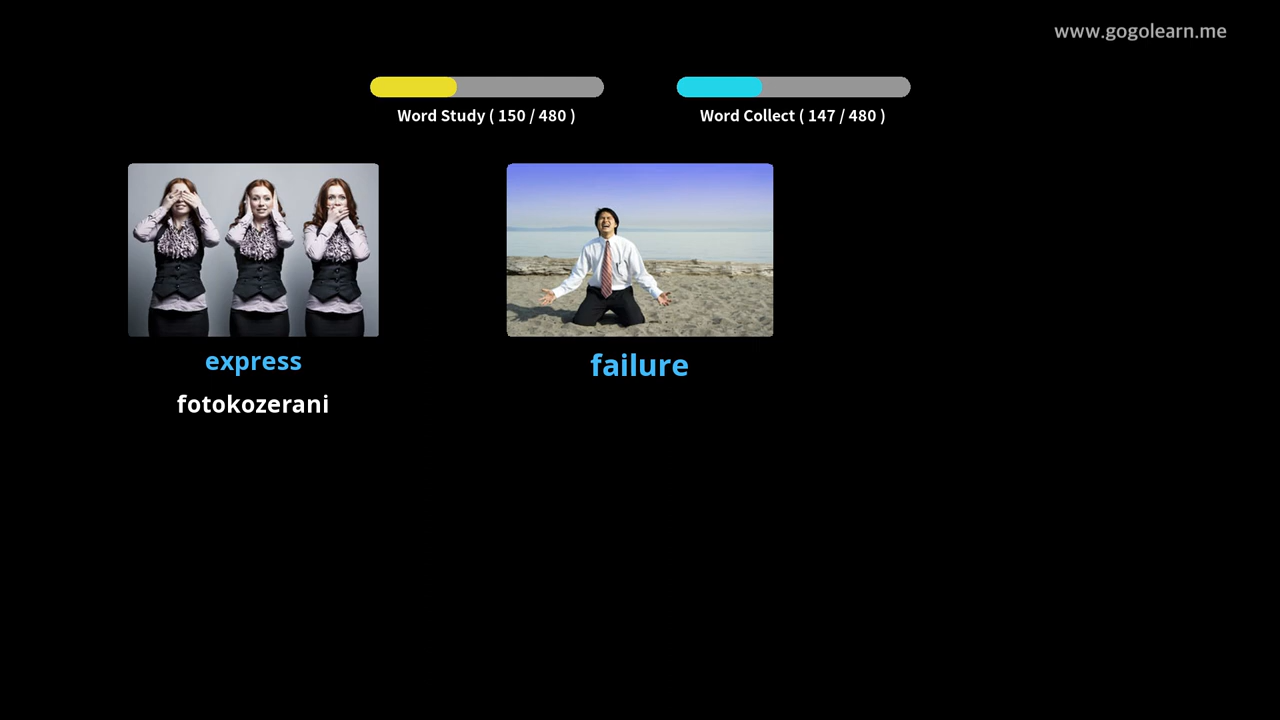 www.gogolearn.me
Word Study ( 150 / 480 )
Word Collect ( 147 / 480 )
express
fotokozerani
failure